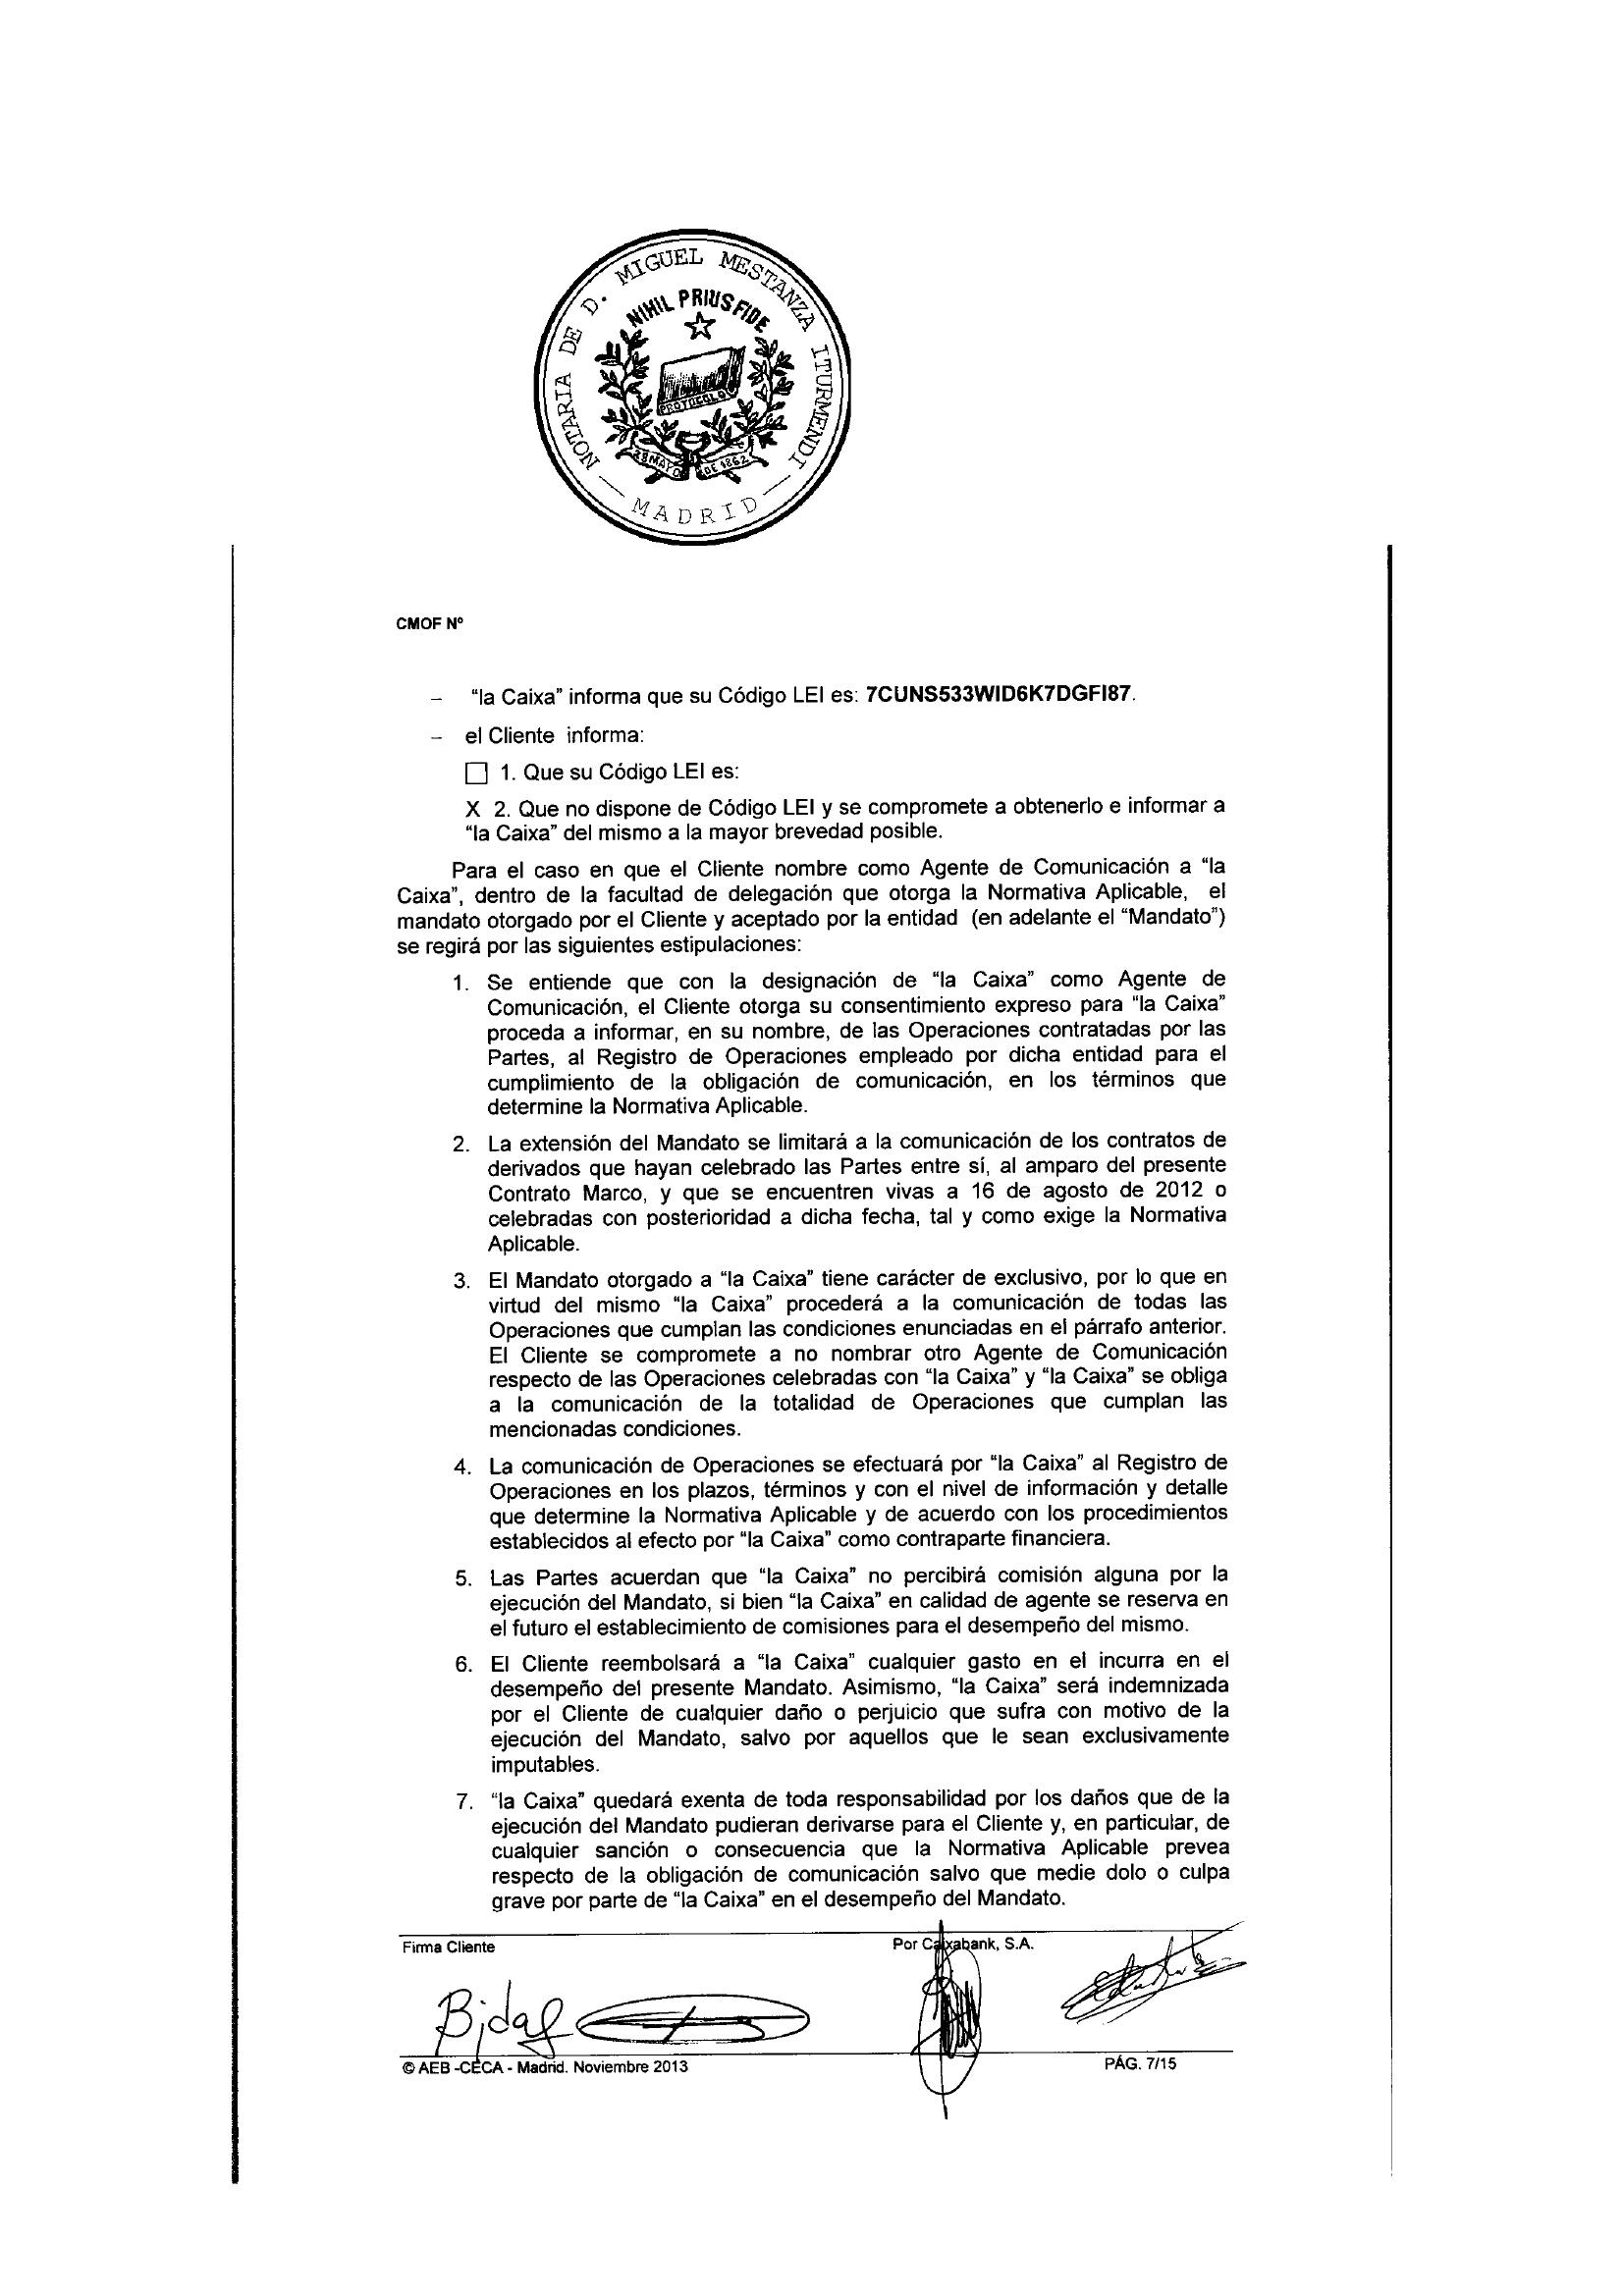 NOTARIA DE D. MIGUEL MESTANZA ITURMENDI
NIHIL PRIUS FIDE
PROTOCOLO
28 MAYO DE 1862
MADRID
CMOF Nº
– “la Caixa” informa que su Código LEI es: 7CUNS533WID6K7DGFI87.
– el Cliente informa:
1. Que su Código LEI es:
X 2. Que no dispone de Código LEI y se compromete a obtenerlo e informar a
“la Caixa” del mismo a la mayor brevedad posible.
Para el caso en que el Cliente nombre como Agente de Comunicación a “la
Caixa”, dentro de la facultad de delegación que otorga la Normativa Aplicable, el
mandato otorgado por el Cliente y aceptado por la entidad (en adelante el “Mandato”)
se regirá por las siguientes estipulaciones:
1. Se entiende que con la designación de “la Caixa” como Agente de
Comunicación, el Cliente otorga su consentimiento expreso para “la Caixa”
proceda a informar, en su nombre, de las Operaciones contratadas por las
Partes, al Registro de Operaciones empleado por dicha entidad para el
cumplimiento de la obligación de comunicación, en los términos que
determine la Normativa Aplicable.
2. La extensión del Mandato se limitará a la comunicación de los contratos de
derivados que hayan celebrado las Partes entre sí, al amparo del presente
Contrato Marco, y que se encuentren vivas a 16 de agosto de 2012 o
celebradas con posterioridad a dicha fecha, tal y como exige la Normativa
Aplicable.
3. El Mandato otorgado a “la Caixa” tiene carácter de exclusivo, por lo que en
virtud del mismo “la Caixa” procederá a la comunicación de todas las
Operaciones que cumplan las condiciones enunciadas en el párrafo anterior.
El Cliente se compromete a no nombrar otro Agente de Comunicación
respecto de las Operaciones celebradas con “la Caixa” y “la Caixa” se obliga
a la comunicación de la totalidad de Operaciones que cumplan las
mencionadas condiciones.
4. La comunicación de Operaciones se efectuará por “la Caixa” al Registro de
Operaciones en los plazos, términos y con el nivel de información y detalle
que determine la Normativa Aplicable y de acuerdo con los procedimientos
establecidos al efecto por “la Caixa” como contraparte financiera.
5. Las Partes acuerdan que “la Caixa” no percibirá comisión alguna por la
ejecución del Mandato, si bien “la Caixa” en calidad de agente se reserva en
el futuro el establecimiento de comisiones para el desempeño del mismo.
6. El Cliente reembolsará a “la Caixa” cualquier gasto en el incurra en el
desempeño del presente Mandato. Asimismo, “la Caixa” será indemnizada
por el Cliente de cualquier daño o perjuicio que sufra con motivo de la
ejecución del Mandato, salvo por aquellos que le sean exclusivamente
imputables.
7. “la Caixa” quedará exenta de toda responsabilidad por los daños que de la
ejecución del Mandato pudieran derivarse para el Cliente y, en particular, de
cualquier sanción o consecuencia que la Normativa Aplicable prevea
respecto de la obligación de comunicación salvo que medie dolo o culpa
grave por parte de “la Caixa” en el desempeño del Mandato.
Firma Cliente Por Caixabank, S.A.
© AEB -CECA - Madrid. Noviembre 2013 PÁG. 7/15